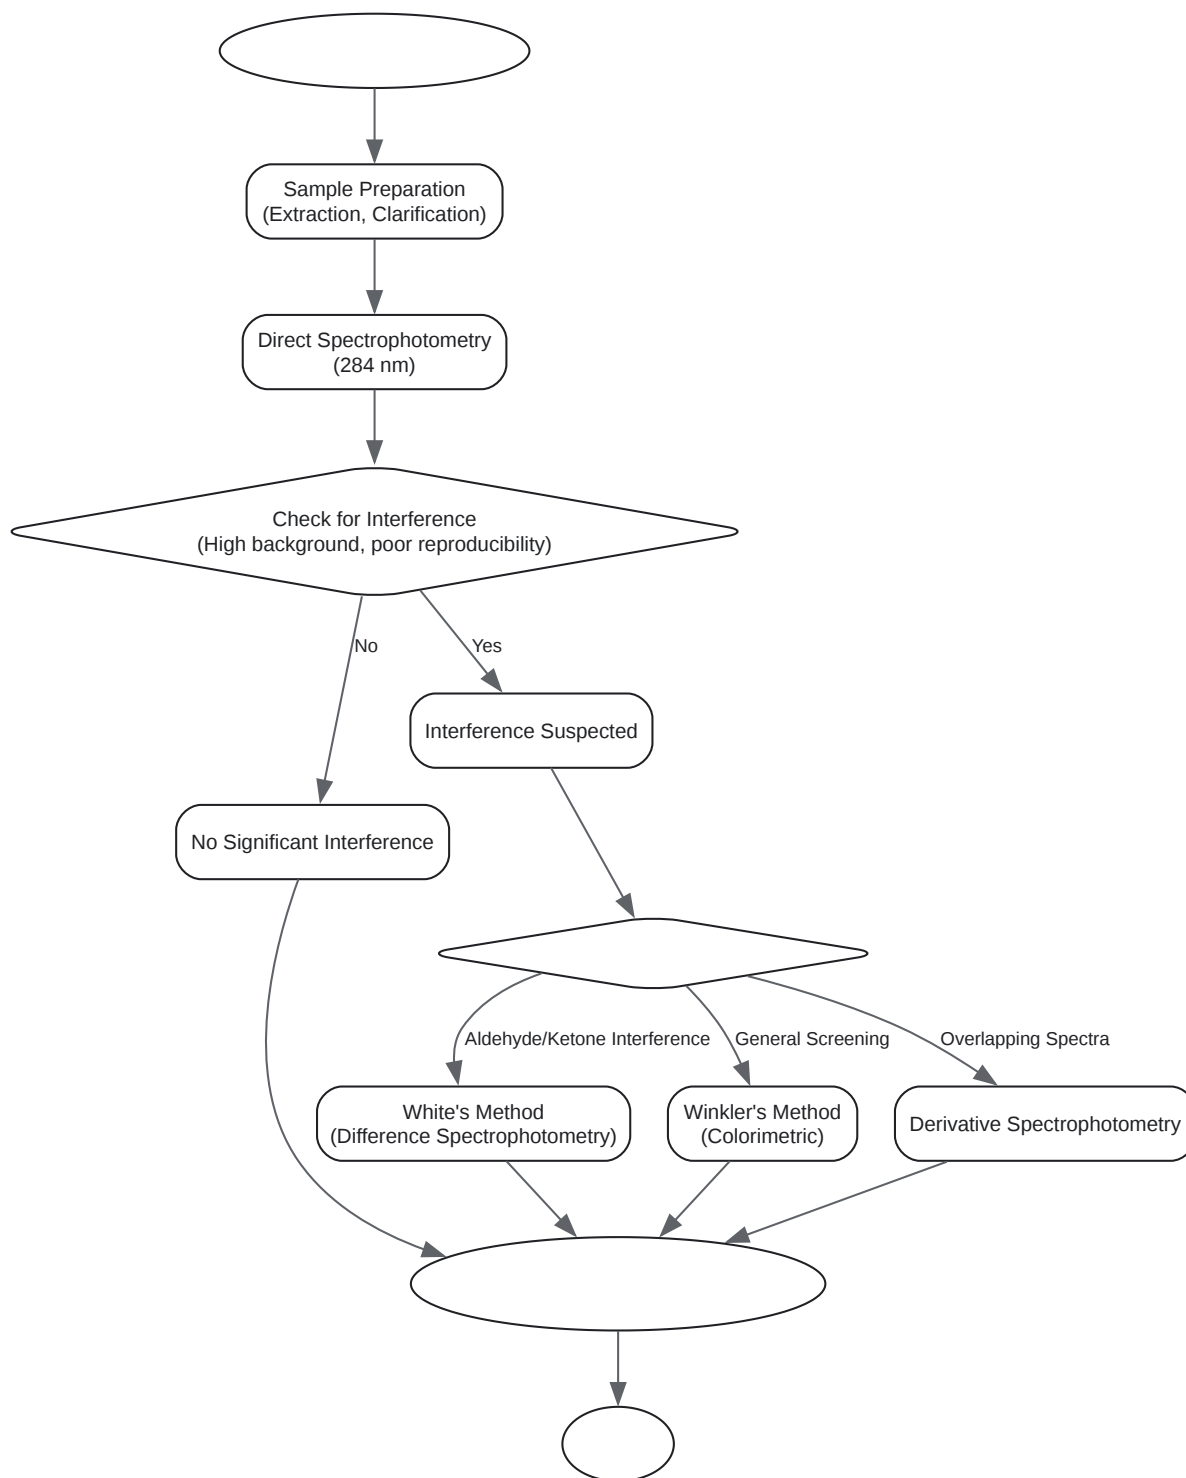 Sample Preparation
(Extraction, Clarification)
Direct Spectrophotometry
(284 nm)
Check for Interference
(High background, poor reproducibility)
No
Yes
Interference Suspected
No Significant Interference
Aldehyde/Ketone Interference
General Screening
Overlapping Spectra
White's Method
(Difference Spectrophotometry)
Winkler's Method
(Colorimetric)
Derivative Spectrophotometry